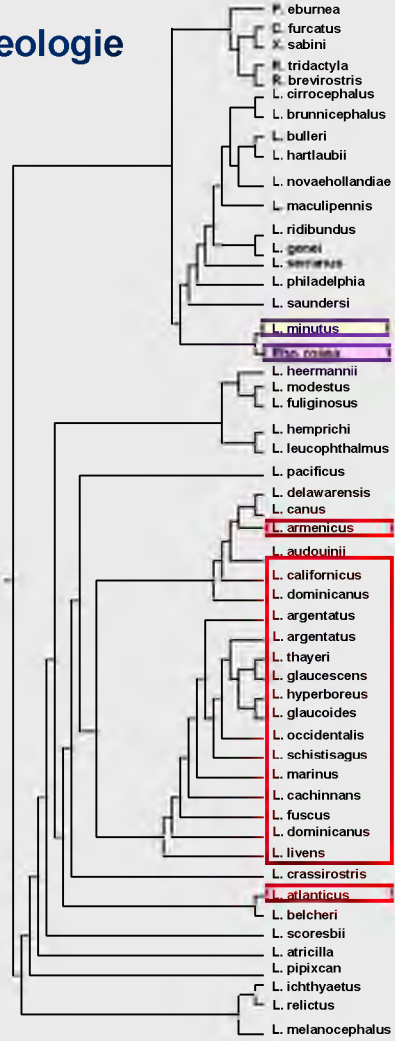 eologie
P. eburnea
C. furcatus
X. sabini
R. tridactyla
R. brevirostris
L. cirrocephalus
L. brunnicephalus
L. bulleri
L. hartlaubii
L. novaehollandiae
L. maculipennis
L. ridibundus
L. genei
L.
L. philadelphia
L. saundersi
L. minutus
Rho. rosea
L. heermannii
L. modestus
L. fuliginosus
L. hemprichi
L. leucophthalmus
L. pacificus
L. delawarensis
L. canus
L. armenicus
L. audouinii
L. californicus
L. dominicanus
L. argentatus
L. argentatus
L. thayeri
L. glaucescens
L. hyperboreus
L. glaucoides
L. occidentalis
L. schistisagus
L. marinus
L. cachinnans
L. fuscus
L. dominicanus
L. livens
L. crassirostris
L. atlanticus
L. belcheri
L. scoresbii
L. atricilla
L. pipixcan
L. ichthyaetus
L. relictus
L. melanocephalus